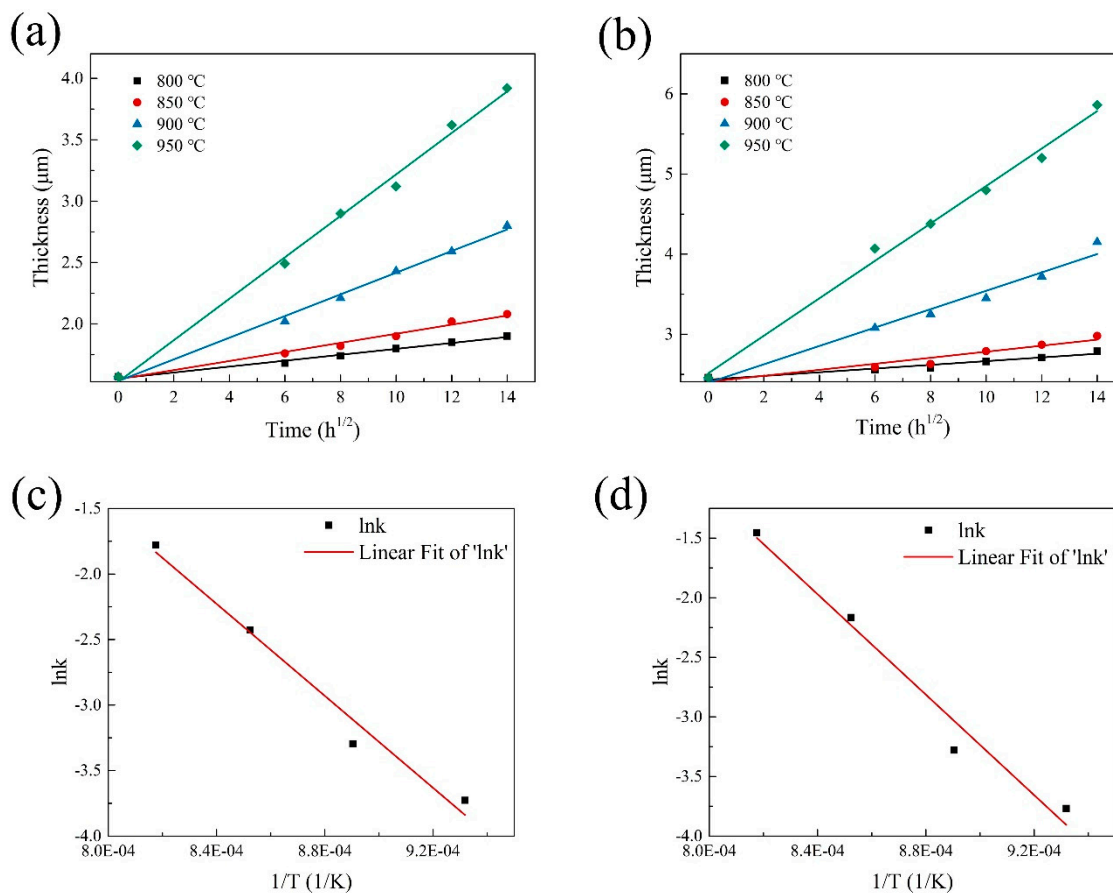 (a)
4.0
3.5
3.0
2.5
2.0
Thickness (μm)
800 ℃
850 ℃
900 ℃
950 ℃
0 2 4 6 8 10 12 14
Time (h^1/2)
(b)
6
5
4
3
Thickness (μm)
800 ℃
850 ℃
900 ℃
950 ℃
0 2 4 6 8 10 12 14
Time (h^1/2)
(c)
-1.5
-2.0
-2.5
-3.0
-3.5
-4.0
lnk
lnk
Linear Fit of 'lnk'
8.0E-04 8.4E-04 8.8E-04 9.2E-04
1/T (1/K)
(d)
-1.5
-2.0
-2.5
-3.0
-3.5
-4.0
lnk
lnk
Linear Fit of 'lnk'
8.0E-04 8.4E-04 8.8E-04 9.2E-04
1/T (1/K)